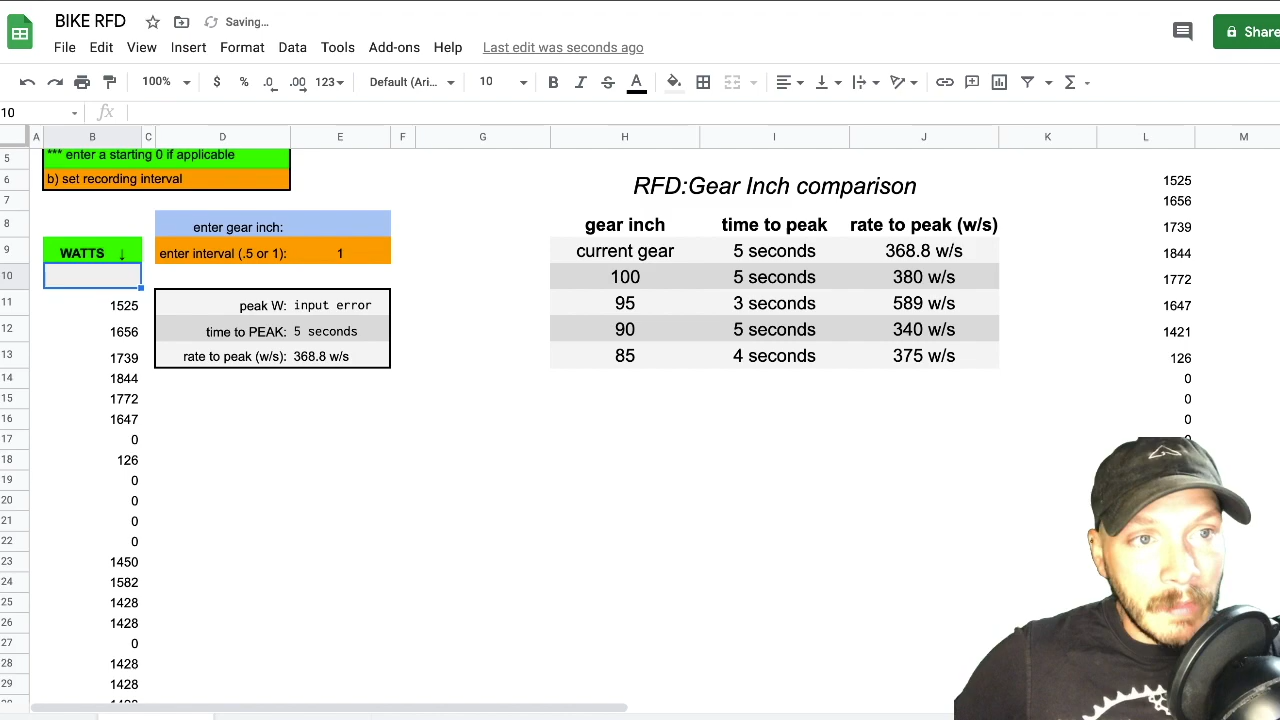 BIKE RFD
Saving...
Share
File Edit View Insert Format Data Tools Add-ons Help Last edit was seconds ago
100% $ % .0 .00 123 Default (Ari... 10 B I S A Σ
10 fx
A B C D E F G H I J K L M
5 *** enter a starting 0 if applicable
6 b) set recording interval RFD:Gear Inch comparison 1525
7 1656
8 enter gear inch: gear inch time to peak rate to peak (w/s) 1739
9 WATTS ↓ enter interval (.5 or 1): 1 current gear 5 seconds 368.8 w/s 1844
10 100 5 seconds 380 w/s 1772
11 1525 peak W: input error 95 3 seconds 589 w/s 1647
12 1656 time to PEAK: 5 seconds 90 5 seconds 340 w/s 1421
13 1739 rate to peak (w/s): 368.8 w/s 85 4 seconds 375 w/s 126
14 1844 0
15 1772 0
16 1647 0
17 0
18 126
19 0
20 0
21 0
22 0
23 1450
24 1582
25 1428
26 1428
27 0
28 1428
29 1428